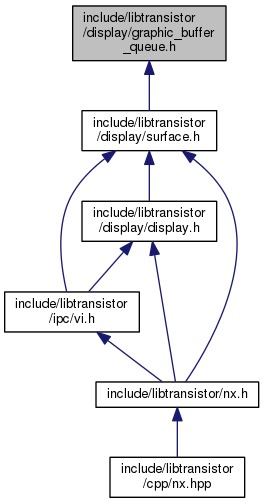 include/libtransistor
/display/graphic_buffer
_queue.h
include/libtransistor
/display/surface.h
include/libtransistor
/display/display.h
include/libtransistor
/ipc/vi.h
include/libtransistor/nx.h
include/libtransistor
/cpp/nx.hpp